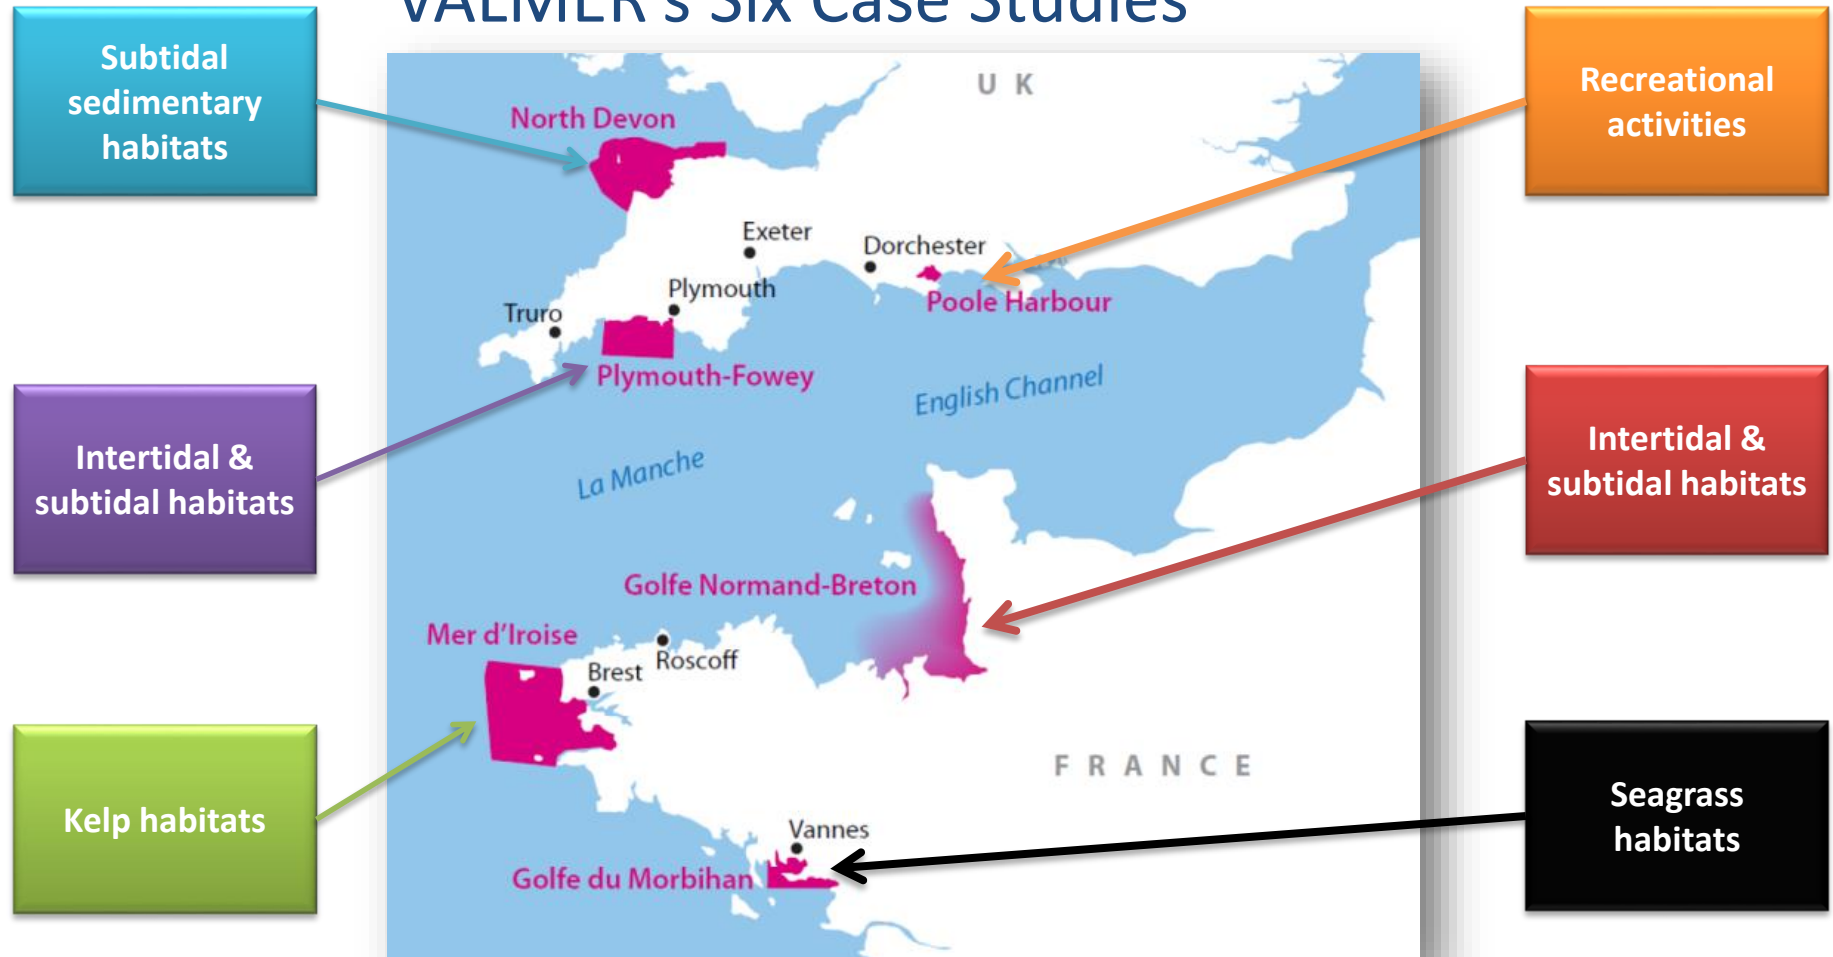 VALMER's Six Case Studies
Subtidal
sedimentary
habitats
Recreational
activities
U K
North Devon
Exeter
Dorchester
Plymouth
Truro
Poole Harbour
Plymouth-Fowey
English Channel
La Manche
Intertidal &
subtidal habitats
Intertidal &
subtidal habitats
Golfe Normand-Breton
Mer d'Iroise
Roscoff
Brest
FRANCE
Kelp habitats
Seagrass
habitats
Vannes
Golfe du Morbihan